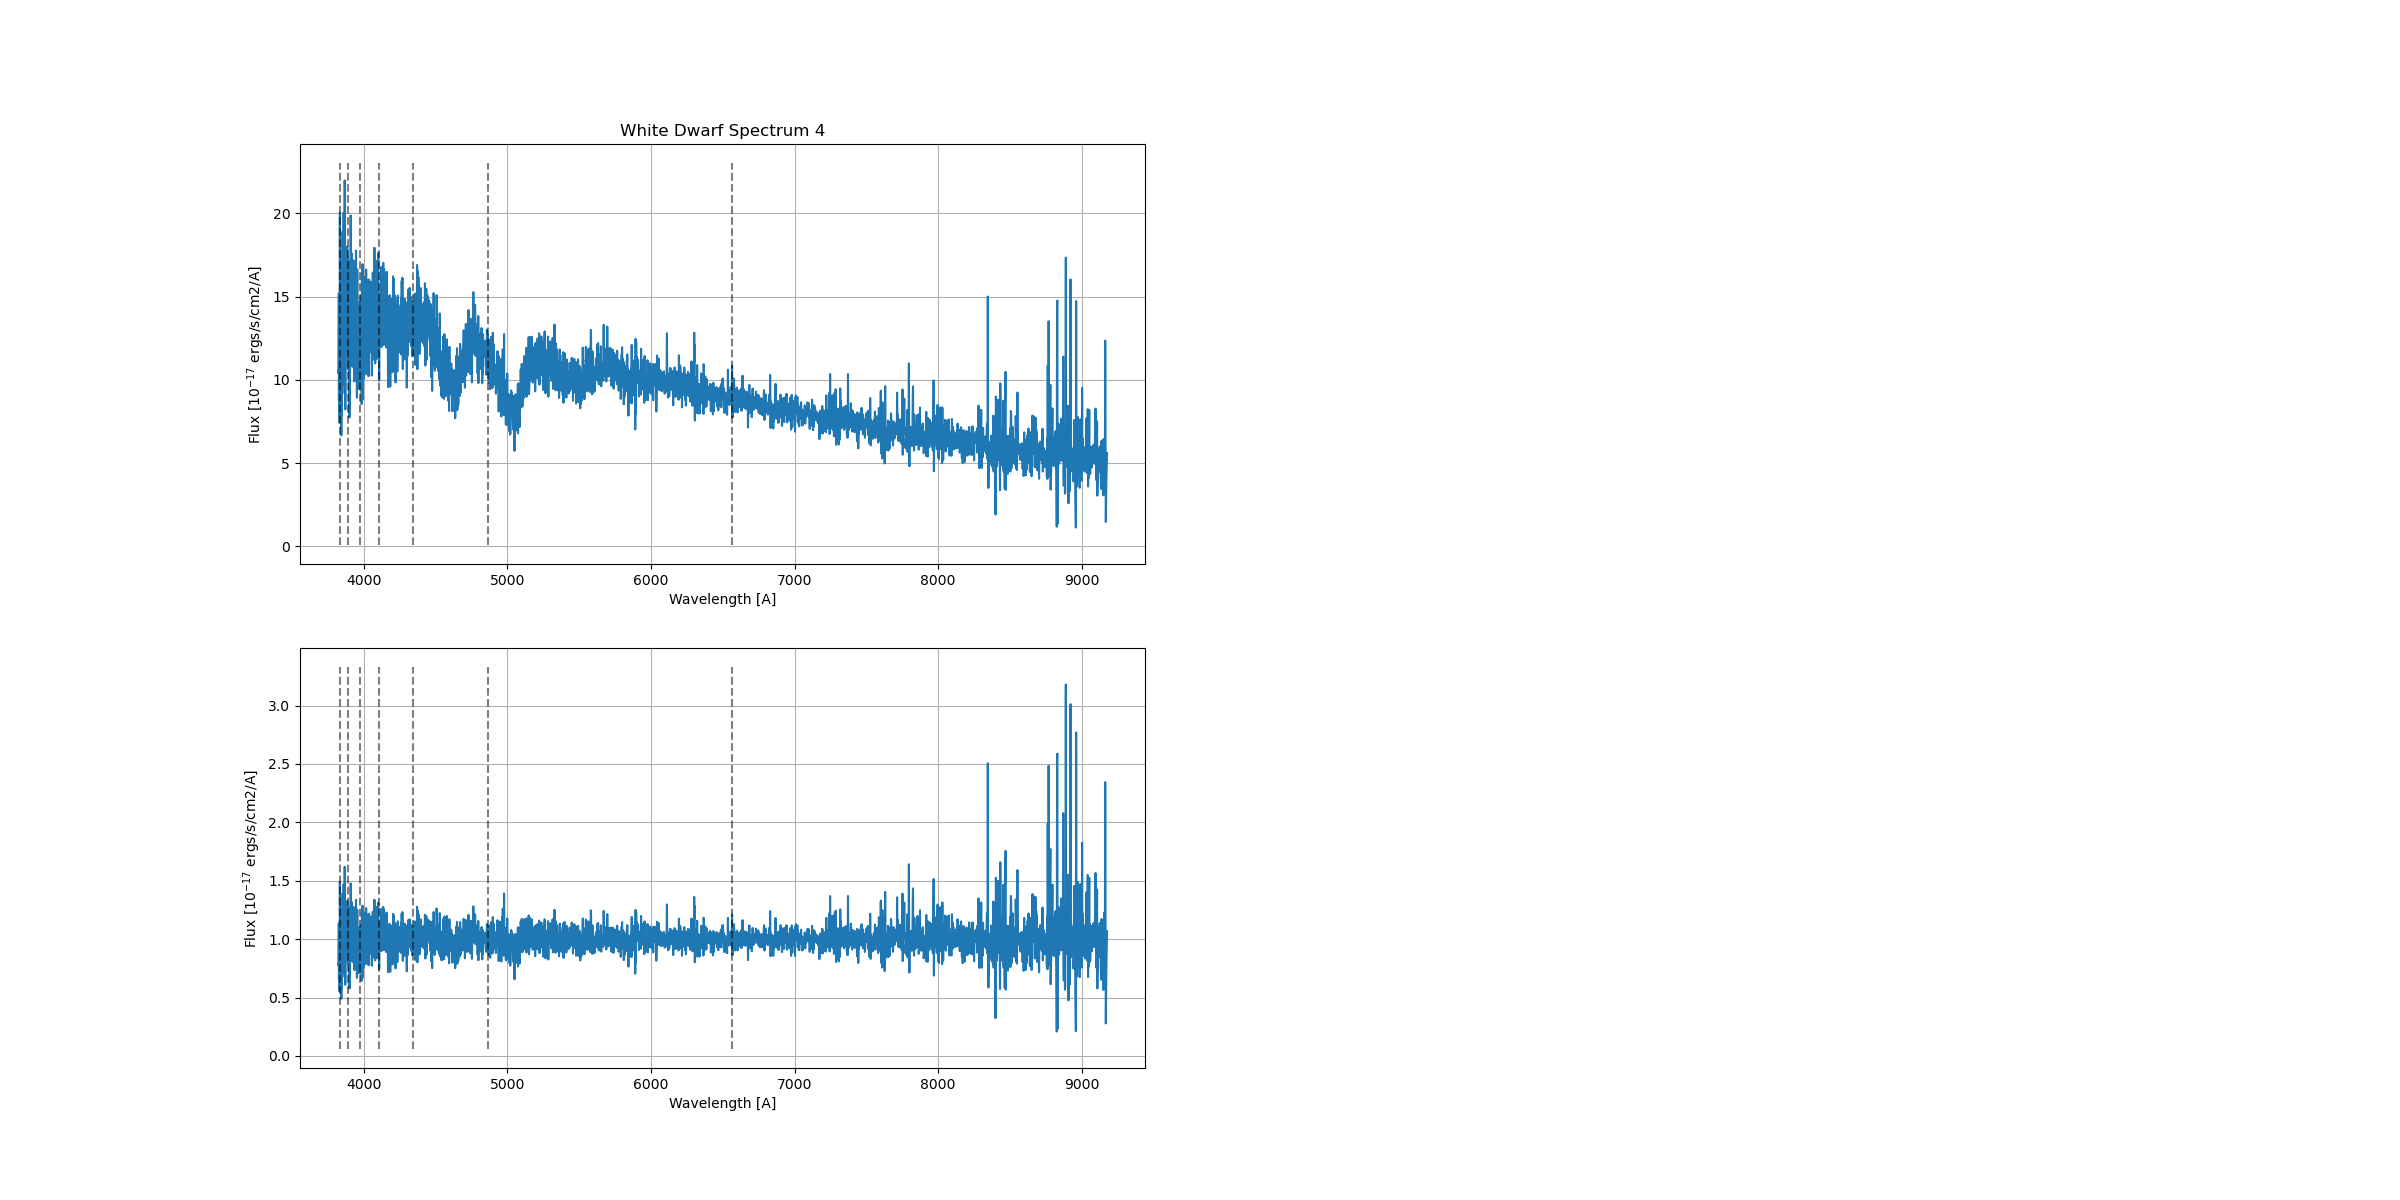 White Dwarf Spectrum 4
Flux [10⁻¹⁷ ergs/s/cm2/A]
20
15
10
5
0
4000 5000 6000 7000 8000 9000
Wavelength [A]
Flux [10⁻¹⁷ ergs/s/cm2/A]
3.0
2.5
2.0
1.5
1.0
0.5
0.0
4000 5000 6000 7000 8000 9000
Wavelength [A]